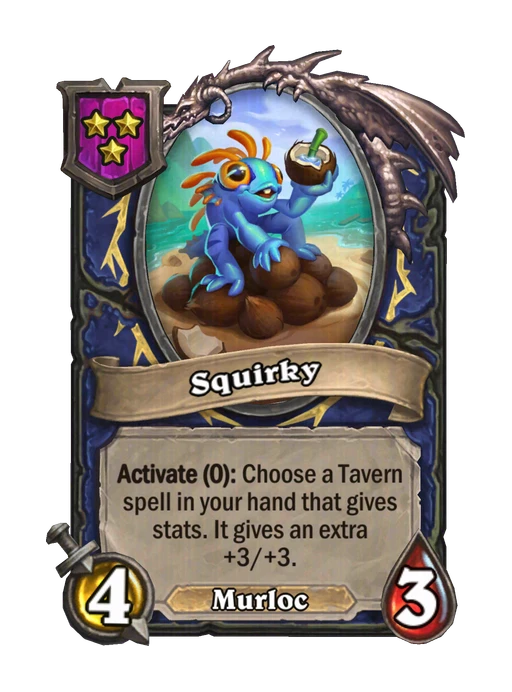 Squirky
Activate (0): Choose a Tavern
spell in your hand that gives
stats. It gives an extra
+3/+3.
4
Murloc
3